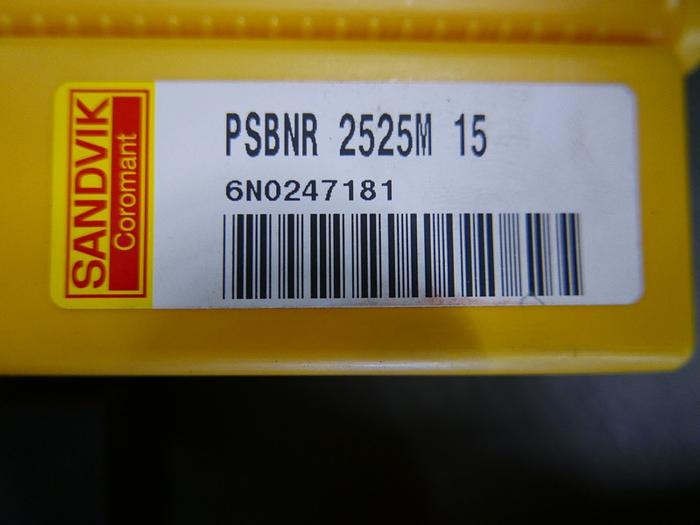 SANDVIK
Coromant
PSBNR 2525M 15
6N0247181